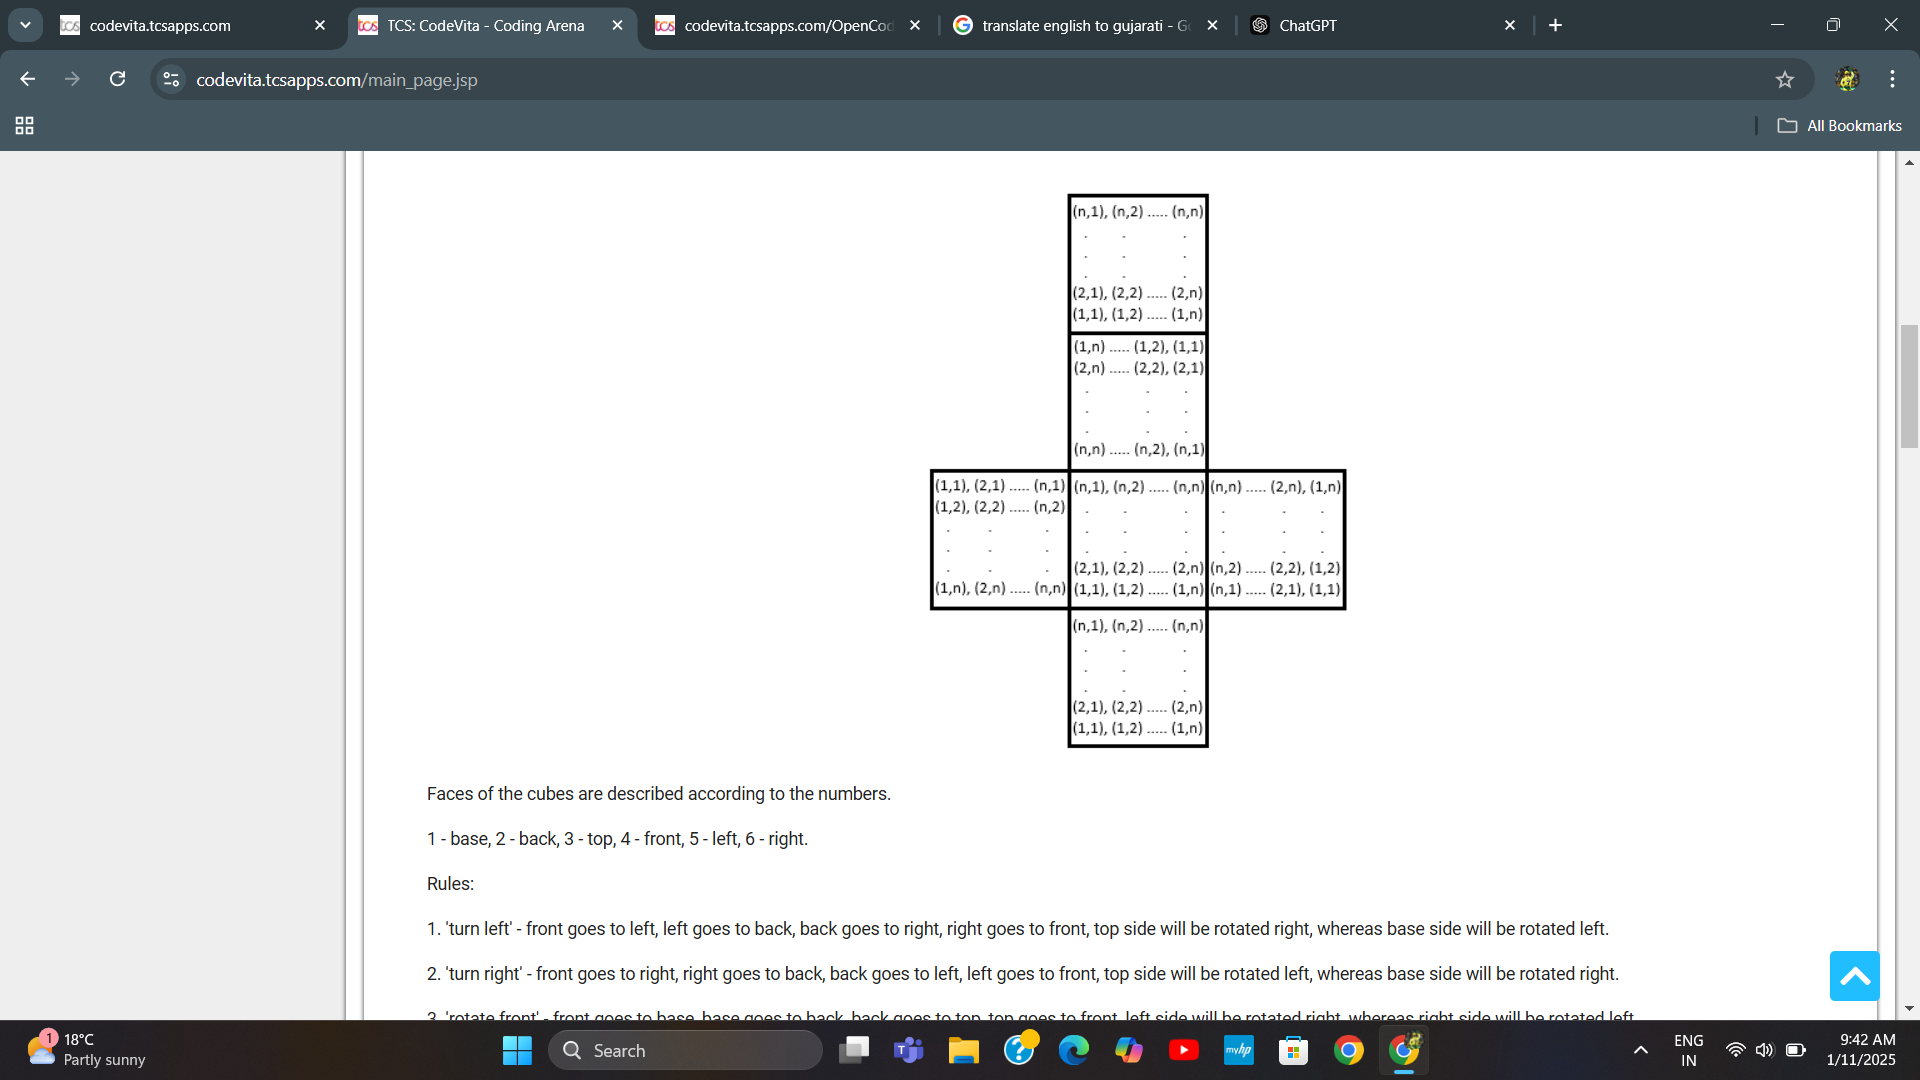 codevita.tcsapps.com
TCS: CodeVita - Coding Arena
codevita.tcsapps.com/OpenCod
translate english to gujarati - G
ChatGPT
codevita.tcsapps.com/main_page.jsp
All Bookmarks
(n,1), (n,2) ..... (n,n)
. . .
. . .
. . .
(2,1), (2,2) ..... (2,n)
(1,1), (1,2) ..... (1,n)
(1,n) ..... (1,2), (1,1)
(2,n) ..... (2,2), (2,1)
. . .
. . .
. . .
(n,n) ..... (n,2), (n,1)
(1,1), (2,1) ..... (n,1) (n,1), (n,2) ..... (n,n) (n,n) ..... (2,n), (1,n)
(1,2), (2,2) ..... (n,2)
. . . . . . . . .
. . . . . . . . .
. . . . . . . . .
(2,1), (2,2) ..... (2,n) (n,2) ..... (2,2), (1,2)
(1,n), (2,n) ..... (n,n) (1,1), (1,2) ..... (1,n) (n,1) ..... (2,1), (1,1)
(n,1), (n,2) ..... (n,n)
. . .
. . .
. . .
(2,1), (2,2) ..... (2,n)
(1,1), (1,2) ..... (1,n)
Faces of the cubes are described according to the numbers.
1 - base, 2 - back, 3 - top, 4 - front, 5 - left, 6 - right.
Rules:
1. 'turn left' - front goes to left, left goes to back, back goes to right, right goes to front, top side will be rotated right, whereas base side will be rotated left.
2. 'turn right' - front goes to right, right goes to back, back goes to left, left goes to front, top side will be rotated left, whereas base side will be rotated right.
3. 'rotate front' - front goes to base, base goes to back, back goes to top, top goes to front, left side will be rotated right, whereas right side will be rotated left
1
18°C
Partly sunny
Search
myhp
ENG
IN
9:42 AM
1/11/2025